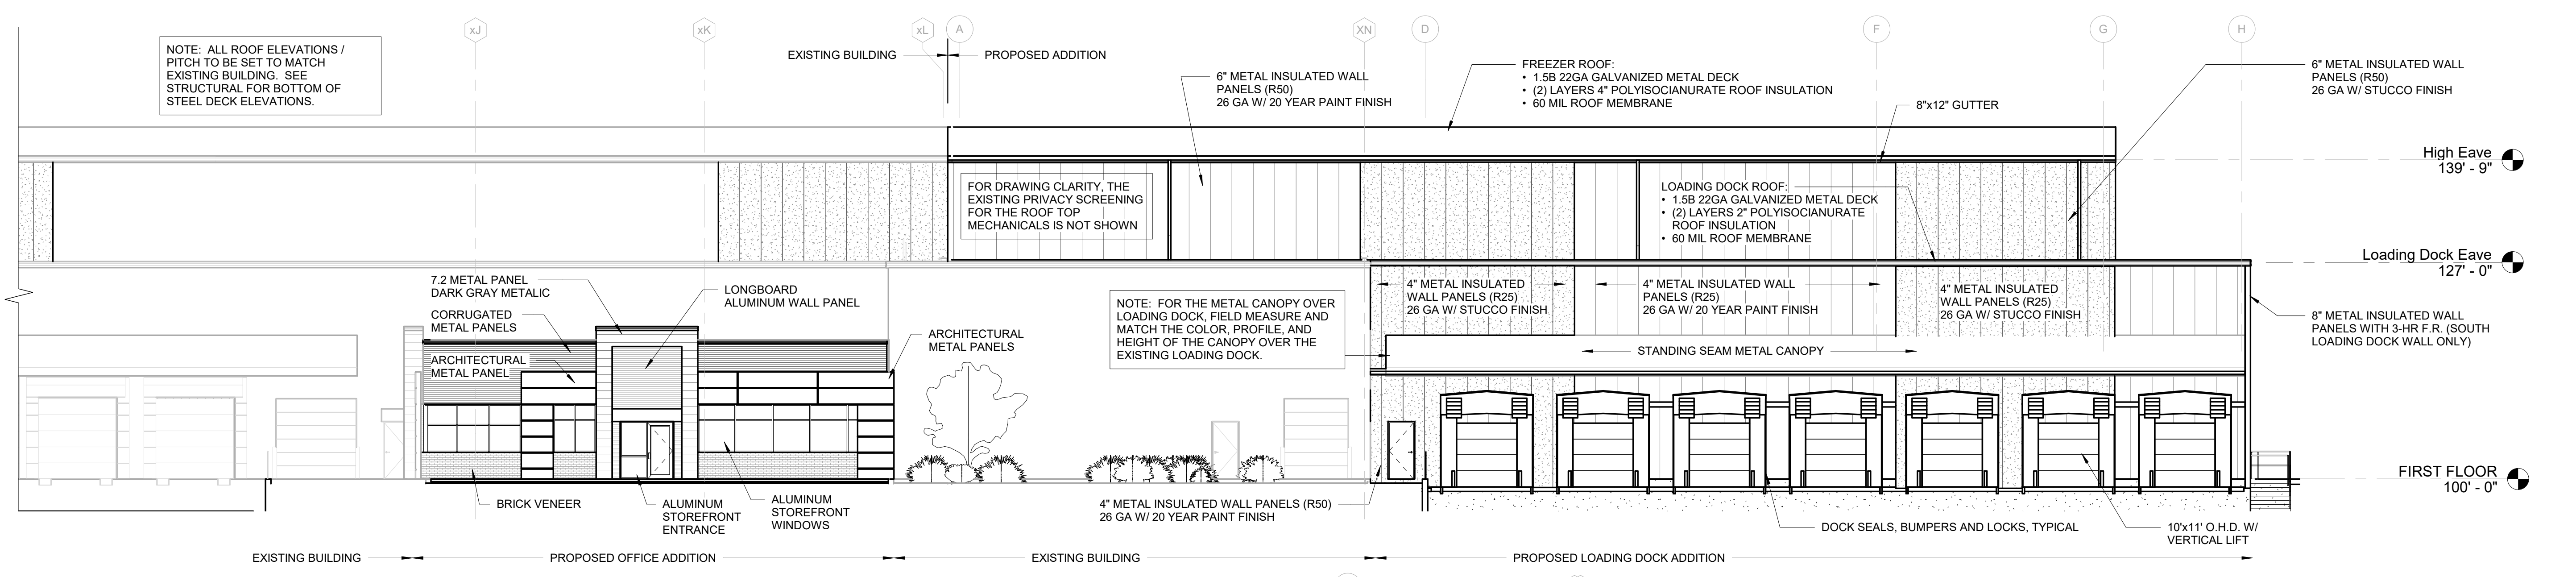 xJ
xK
xL
A
XN
D
F
G
H
NOTE: ALL ROOF ELEVATIONS /
PITCH TO BE SET TO MATCH
EXISTING BUILDING. SEE
STRUCTURAL FOR BOTTOM OF
STEEL DECK ELEVATIONS.
EXISTING BUILDING
PROPOSED ADDITION
6" METAL INSULATED WALL
PANELS (R50)
26 GA W/ 20 YEAR PAINT FINISH
FREEZER ROOF:
• 1.5B 22GA GALVANIZED METAL DECK
• (2) LAYERS 4" POLYISOCIANURATE ROOF INSULATION
• 60 MIL ROOF MEMBRANE
8"x12" GUTTER
6" METAL INSULATED WALL
PANELS (R50)
26 GA W/ STUCCO FINISH
High Eave
139' - 9"
FOR DRAWING CLARITY, THE
EXISTING PRIVACY SCREENING
FOR THE ROOF TOP
MECHANICALS IS NOT SHOWN
LOADING DOCK ROOF:
• 1.5B 22GA GALVANIZED METAL DECK
• (2) LAYERS 2" POLYISOCIANURATE
ROOF INSULATION
• 60 MIL ROOF MEMBRANE
Loading Dock Eave
127' - 0"
7.2 METAL PANEL
DARK GRAY METALIC
LONGBOARD
ALUMINUM WALL PANEL
CORRUGATED
METAL PANELS
ARCHITECTURAL
METAL PANEL
ARCHITECTURAL
METAL PANELS
NOTE: FOR THE METAL CANOPY OVER
LOADING DOCK, FIELD MEASURE AND
MATCH THE COLOR, PROFILE, AND
HEIGHT OF THE CANOPY OVER THE
EXISTING LOADING DOCK.
4" METAL INSULATED
WALL PANELS (R25)
26 GA W/ STUCCO FINISH
4" METAL INSULATED WALL
PANELS (R25)
26 GA W/ 20 YEAR PAINT FINISH
4" METAL INSULATED
WALL PANELS (R25)
26 GA W/ STUCCO FINISH
8" METAL INSULATED WALL
PANELS WITH 3-HR F.R. (SOUTH
LOADING DOCK WALL ONLY)
STANDING SEAM METAL CANOPY
FIRST FLOOR
100' - 0"
BRICK VENEER
ALUMINUM
STOREFRONT
ENTRANCE
ALUMINUM
STOREFRONT
WINDOWS
4" METAL INSULATED WALL PANELS (R50)
26 GA W/ 20 YEAR PAINT FINISH
DOCK SEALS, BUMPERS AND LOCKS, TYPICAL
10'x11' O.H.D. W/
VERTICAL LIFT
EXISTING BUILDING
PROPOSED OFFICE ADDITION
EXISTING BUILDING
PROPOSED LOADING DOCK ADDITION